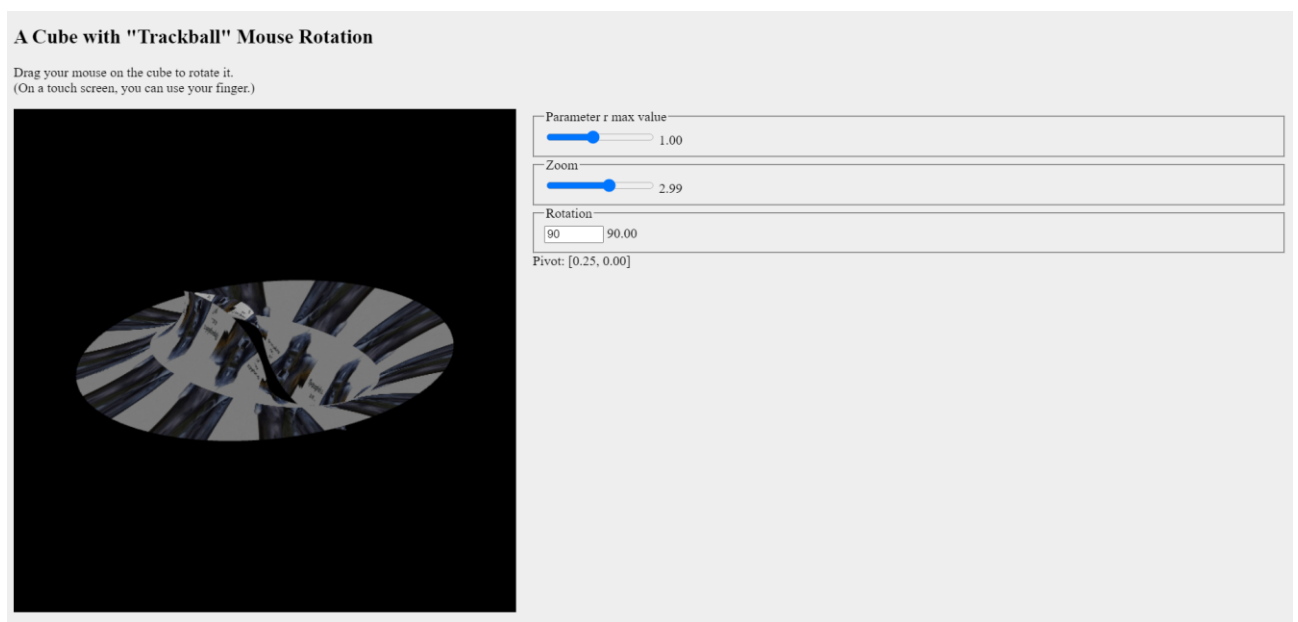 A Cube with "Trackball" Mouse Rotation
Drag your mouse on the cube to rotate it.
(On a touch screen, you can use your finger.)
Parameter r max value
1.00
Zoom
2.99
Rotation
90 90.00
Pivot: [0.25, 0.00]